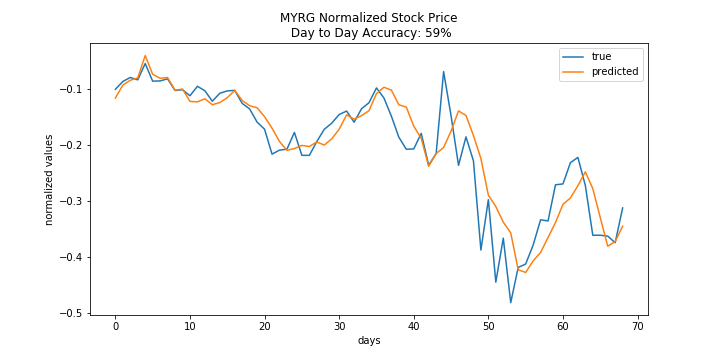 MYRG Normalized Stock Price
Day to Day Accuracy: 59%
true
predicted
normalized values
−0.1
−0.2
−0.3
−0.4
−0.5
0 10 20 30 40 50 60 70
days